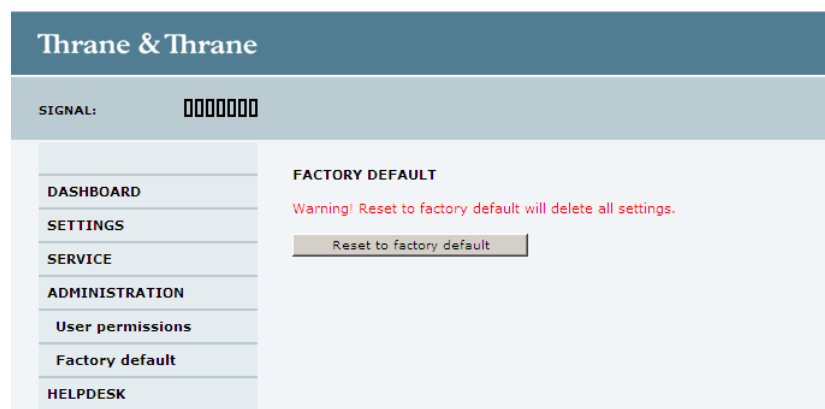 Thrane & Thrane
SIGNAL:
DASHBOARD
SETTINGS
SERVICE
ADMINISTRATION
User permissions
Factory default
HELPDESK
FACTORY DEFAULT
Warning! Reset to factory default will delete all settings.
Reset to factory default